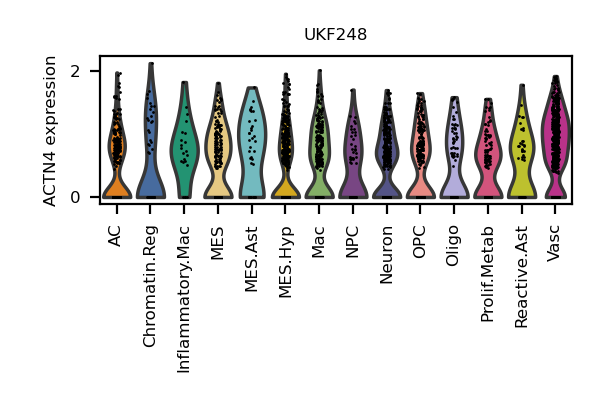 UKF248
ACTN4 expression
2
0
AC
Chromatin.Reg
Inflammatory.Mac
MES
MES.Ast
MES.Hyp
Mac
NPC
Neuron
OPC
Oligo
Prolif.Metab
Reactive.Ast
Vasc